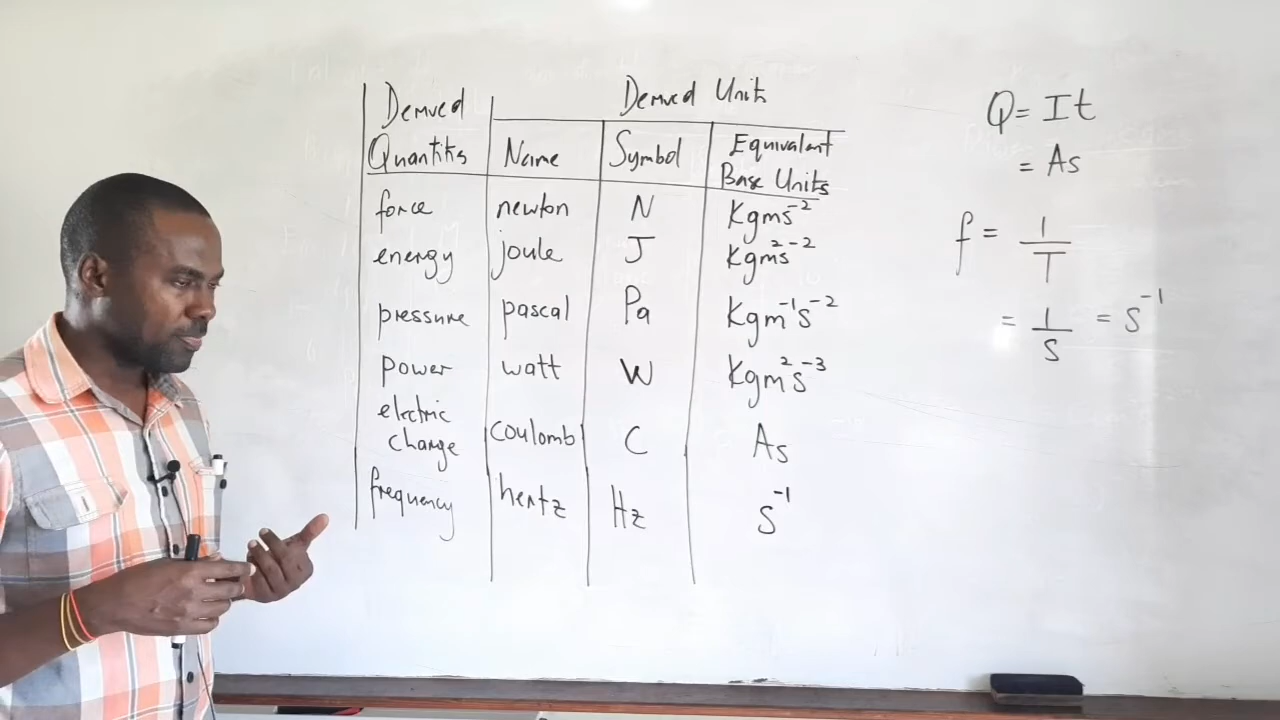 Derived Quantities | Derived Units
Name | Symbol | Equivalent Base Units
force | newton | N | Kgms⁻²
energy | joule | J | Kgm²s⁻²
pressure | pascal | Pa | Kgm⁻¹s⁻²
power | watt | W | Kgm²s⁻³
electric charge | coulomb | C | As
frequency | hertz | Hz | s⁻¹
Q = It
= As
f = 1/T
= 1/s = s⁻¹